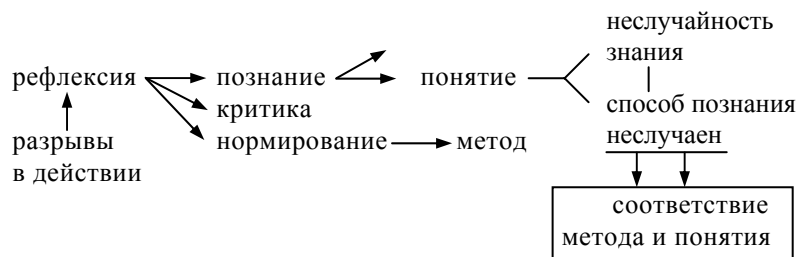 неслучайность
знания
рефлексия
познание
понятие
критика
способ познания
разрывы
нормирование
метод
неслучаен
в действии
соответствие
метода и понятия